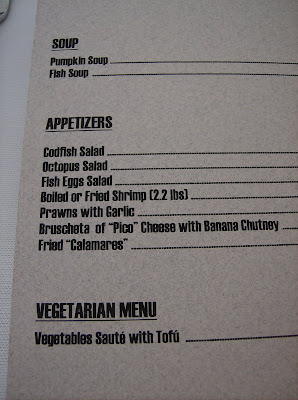 SOUP
Pumpkin Soup
Fish Soup
APPETIZERS
Codfish Salad
Octopus Salad
Fish Eggs Salad
Boiled or Fried Shrimp (2.2 lbs)
Prawns with Garlic
Bruscheta of "Pico" Cheese with Banana Chutney
Fried "Calamares"
VEGETARIAN MENU
Vegetables Sauté with Tofú